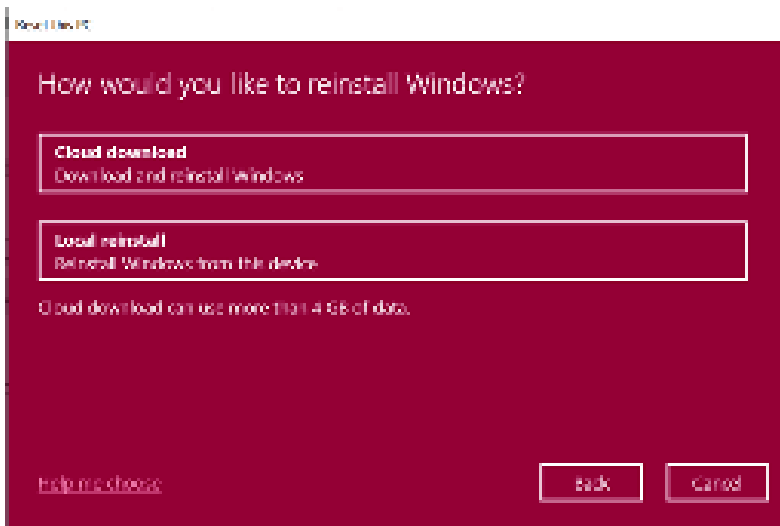 Reset this PC
How would you like to reinstall Windows?
Cloud download
Download and reinstall Windows
Local reinstall
Reinstall Windows from this device
Cloud download can use more than 4 GB of data.
Help me choose
Back
Cancel